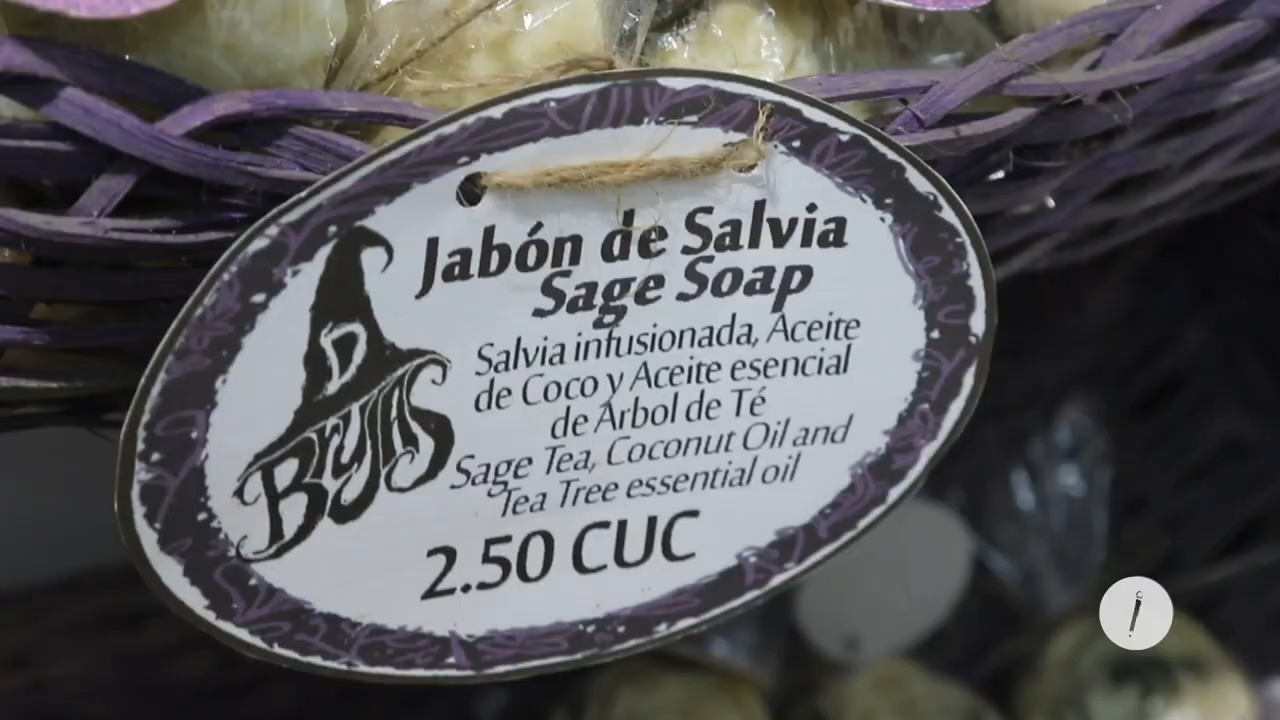 D
Brujas
Jabón de Salvia
Sage Soap
Salvia infusionada, Aceite
de Coco y Aceite esencial
de Árbol de Té
Sage Tea, Coconut Oil and
Tea Tree essential oil
2.50 CUC